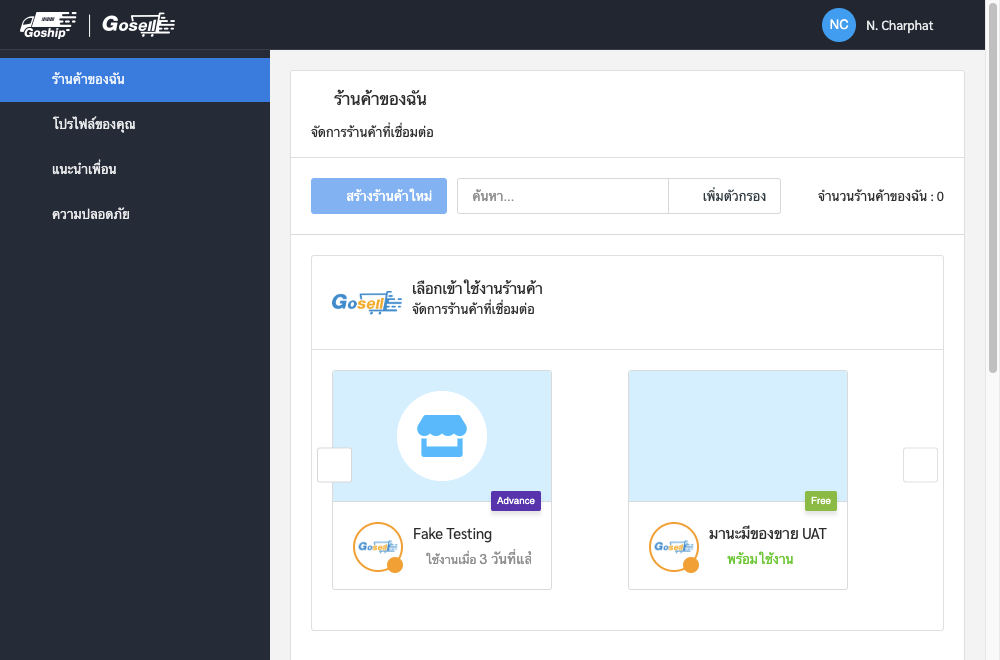 Goship
Gosell
NC
N. Charphat
ร้านค้าของฉัน
โปรไฟล์ของคุณ
แนะนำเพื่อน
ความปลอดภัย
ร้านค้าของฉัน
จัดการร้านค้าที่เชื่อมต่อ
สร้างร้านค้าใหม่
ค้นหา...
เพิ่มตัวกรอง
จำนวนร้านค้าของฉัน : 0
Gosell
เลือกเข้าใช้งานร้านค้า
จัดการร้านค้าที่เชื่อมต่อ
Advance
Free
Gosell
Fake Testing
ใช้งานเมื่อ 3 วันที่แล้
Gosell
มานะมีของขาย UAT
พร้อมใช้งาน